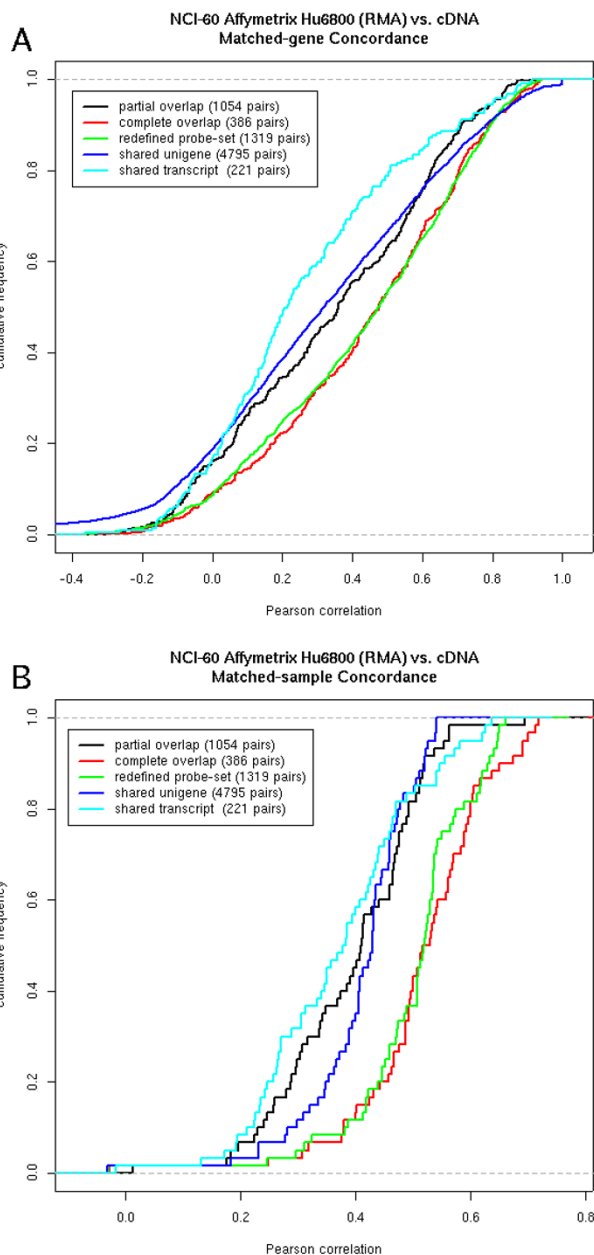 A
NCI-60 Affymetrix Hu6800 (RMA) vs. cDNA
Matched-gene Concordance
partial overlap (1054 pairs)
complete overlap (386 pairs)
redefined probe-set (1319 pairs)
shared unigene (4795 pairs)
shared transcript (221 pairs)
cumulative frequency
1.0
0.8
0.6
0.4
0.2
0.0
-0.4 -0.2 0.0 0.2 0.4 0.6 0.8 1.0
Pearson correlation
B
NCI-60 Affymetrix Hu6800 (RMA) vs. cDNA
Matched-sample Concordance
partial overlap (1054 pairs)
complete overlap (386 pairs)
redefined probe-set (1319 pairs)
shared unigene (4795 pairs)
shared transcript (221 pairs)
cumulative frequency
1.0
0.8
0.6
0.4
0.2
0.0
0.0 0.2 0.4 0.6 0.8
Pearson correlation